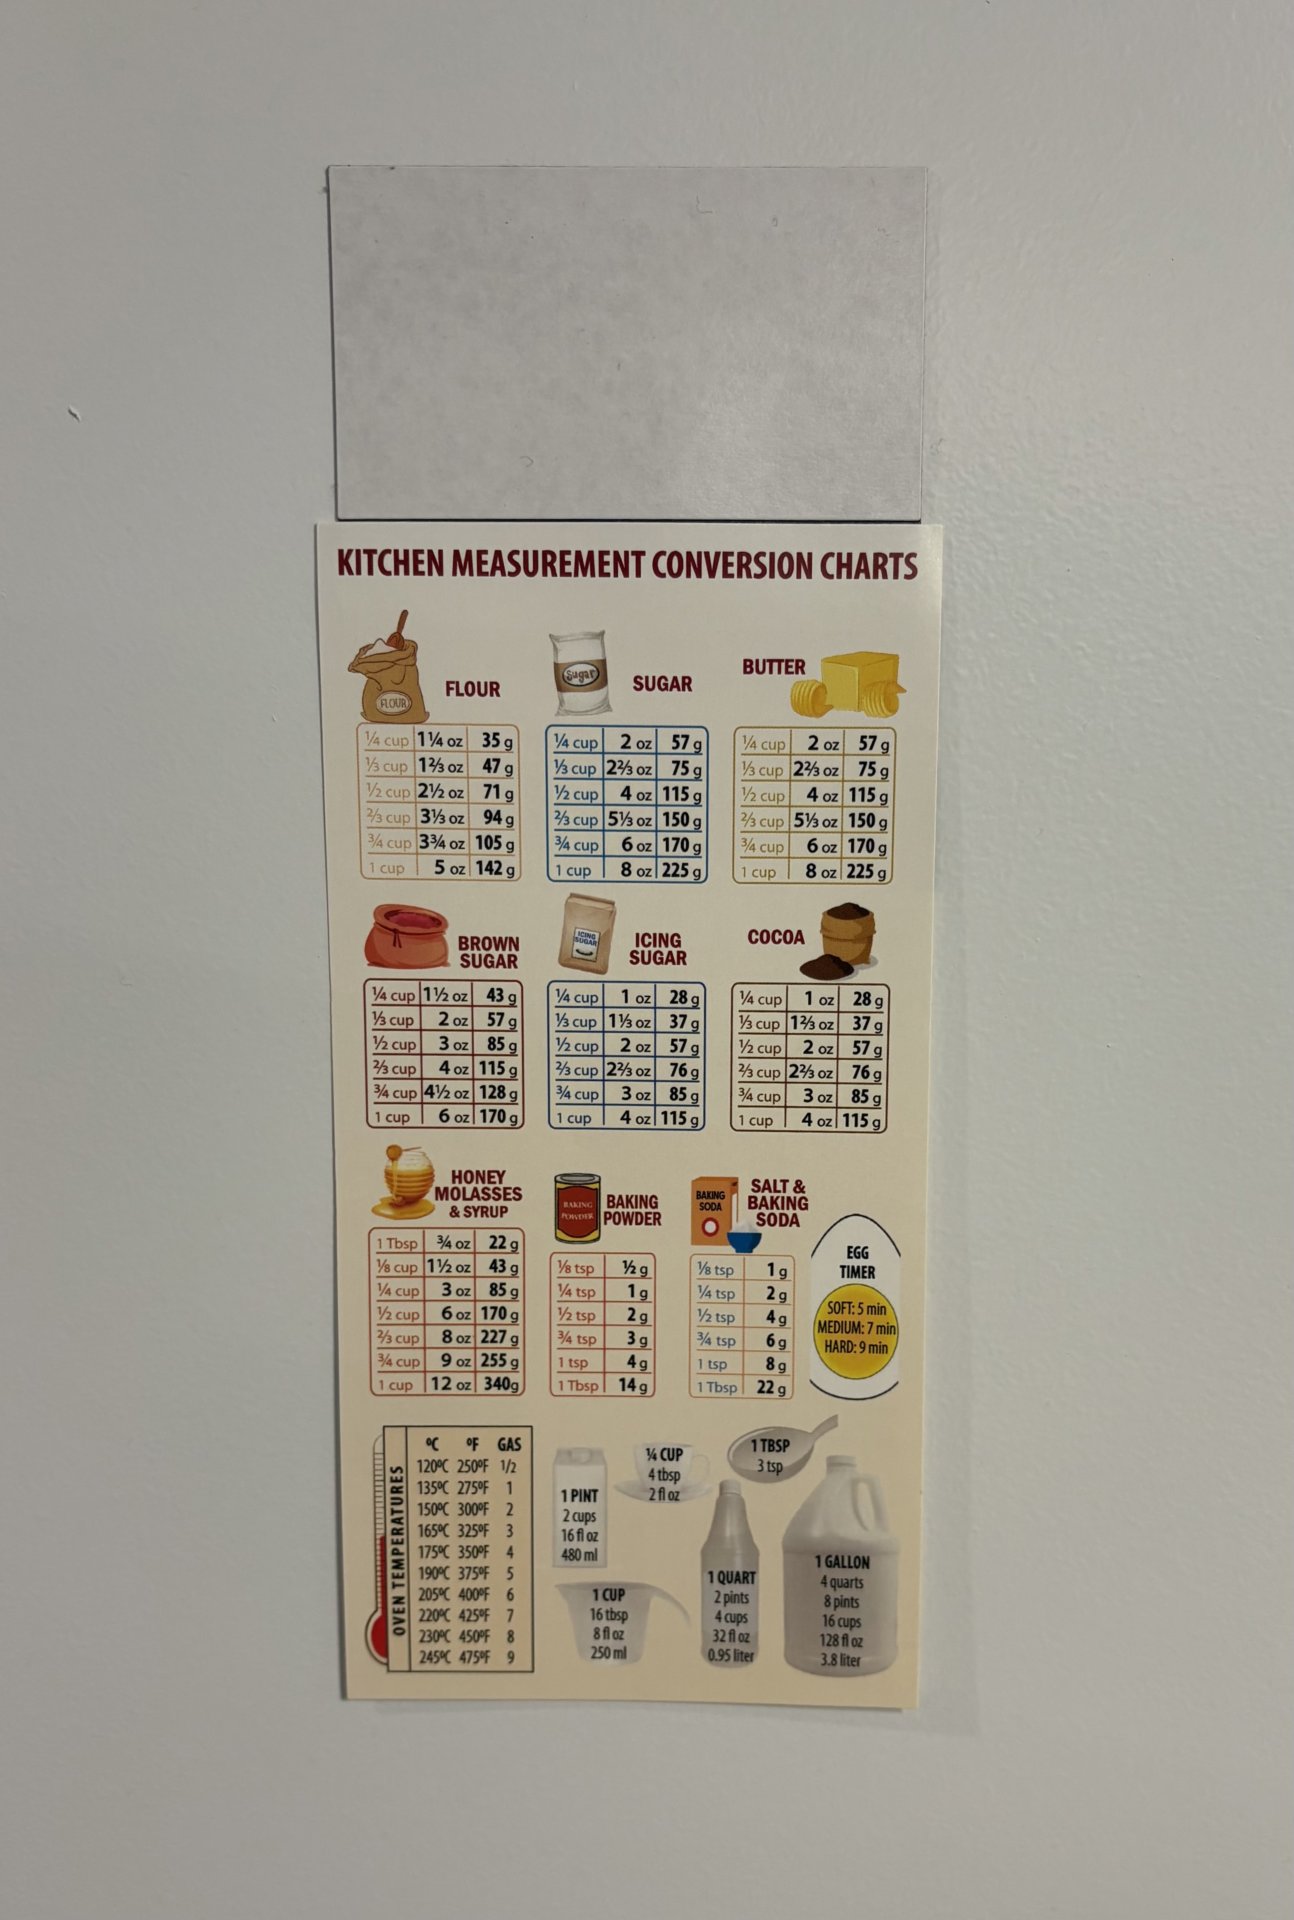 KITCHEN MEASUREMENT CONVERSION CHARTS
FLOUR
FLOUR
¼ cup 1¼ oz 35 g
⅓ cup 1⅔ oz 47 g
½ cup 2½ oz 71 g
⅔ cup 3⅓ oz 94 g
¾ cup 3¾ oz 105 g
1 cup 5 oz 142 g
Sugar
SUGAR
¼ cup 2 oz 57 g
⅓ cup 2⅔ oz 75 g
½ cup 4 oz 115 g
⅔ cup 5⅓ oz 150 g
¾ cup 6 oz 170 g
1 cup 8 oz 225 g
BUTTER
¼ cup 2 oz 57 g
⅓ cup 2⅔ oz 75 g
½ cup 4 oz 115 g
⅔ cup 5⅓ oz 150 g
¾ cup 6 oz 170 g
1 cup 8 oz 225 g
BROWN
SUGAR
¼ cup 1½ oz 43 g
⅓ cup 2 oz 57 g
½ cup 3 oz 85 g
⅔ cup 4 oz 115 g
¾ cup 4½ oz 128 g
1 cup 6 oz 170 g
ICING
SUGAR
ICING
SUGAR
¼ cup 1 oz 28 g
⅓ cup 1⅓ oz 37 g
½ cup 2 oz 57 g
⅔ cup 2⅔ oz 76 g
¾ cup 3 oz 85 g
1 cup 4 oz 115 g
COCOA
¼ cup 1 oz 28 g
⅓ cup 1⅔ oz 37 g
½ cup 2 oz 57 g
⅔ cup 2⅔ oz 76 g
¾ cup 3 oz 85 g
1 cup 4 oz 115 g
HONEY
MOLASSES
& SYRUP
1 Tbsp ¾ oz 22 g
⅛ cup 1½ oz 43 g
¼ cup 3 oz 85 g
½ cup 6 oz 170 g
⅔ cup 8 oz 227 g
¾ cup 9 oz 255 g
1 cup 12 oz 340g
BAKING
POWDER
BAKING
POWDER
⅛ tsp ½ g
¼ tsp 1 g
½ tsp 2 g
¾ tsp 3 g
1 tsp 4 g
1 Tbsp 14 g
BAKING
SODA
SALT &
BAKING
SODA
⅛ tsp 1 g
¼ tsp 2 g
½ tsp 4 g
¾ tsp 6 g
1 tsp 8 g
1 Tbsp 22 g
EGG
TIMER
SOFT: 5 min
MEDIUM: 7 min
HARD: 9 min
OVEN TEMPERATURES
ºC ºF GAS
120ºC 250ºF 1/2
135ºC 275ºF 1
150ºC 300ºF 2
165ºC 325ºF 3
175ºC 350ºF 4
190ºC 375ºF 5
205ºC 400ºF 6
220ºC 425ºF 7
230ºC 450ºF 8
245ºC 475ºF 9
1 PINT
2 cups
16 fl oz
480 ml
¼ CUP
4 tbsp
2 fl oz
1 TBSP
3 tsp
1 CUP
16 tbsp
8 fl oz
250 ml
1 QUART
2 pints
4 cups
32 fl oz
0.95 liter
1 GALLON
4 quarts
8 pints
16 cups
128 fl oz
3.8 liter